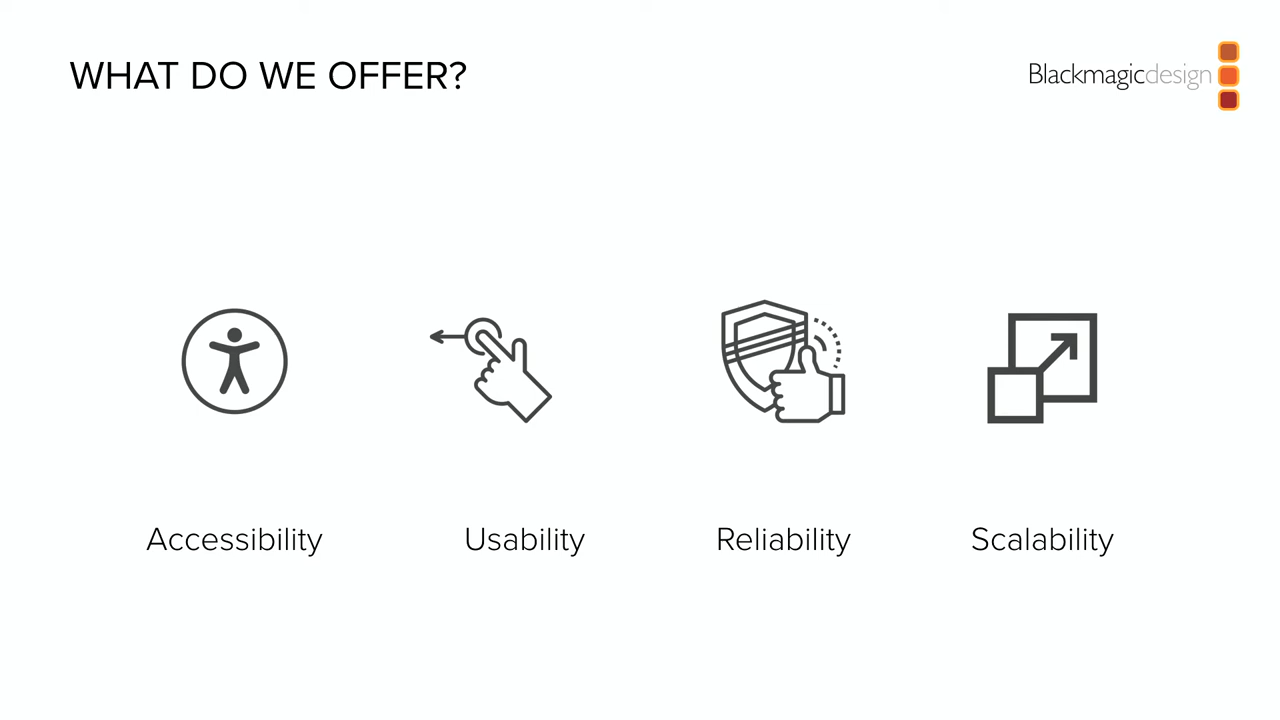 WHAT DO WE OFFER?
Blackmagicdesign
Accessibility
Usability
Reliability
Scalability